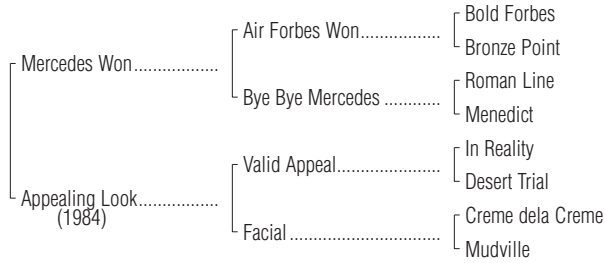 Bold Forbes
Air Forbes Won..................
Bronze Point
Mercedes Won..................
Roman Line
Bye Bye Mercedes ............
Menedict
In Reality
Valid Appeal......................
Desert Trial
Appealing Look.................
(1984)
Creme dela Creme
Facial ................................
Mudville